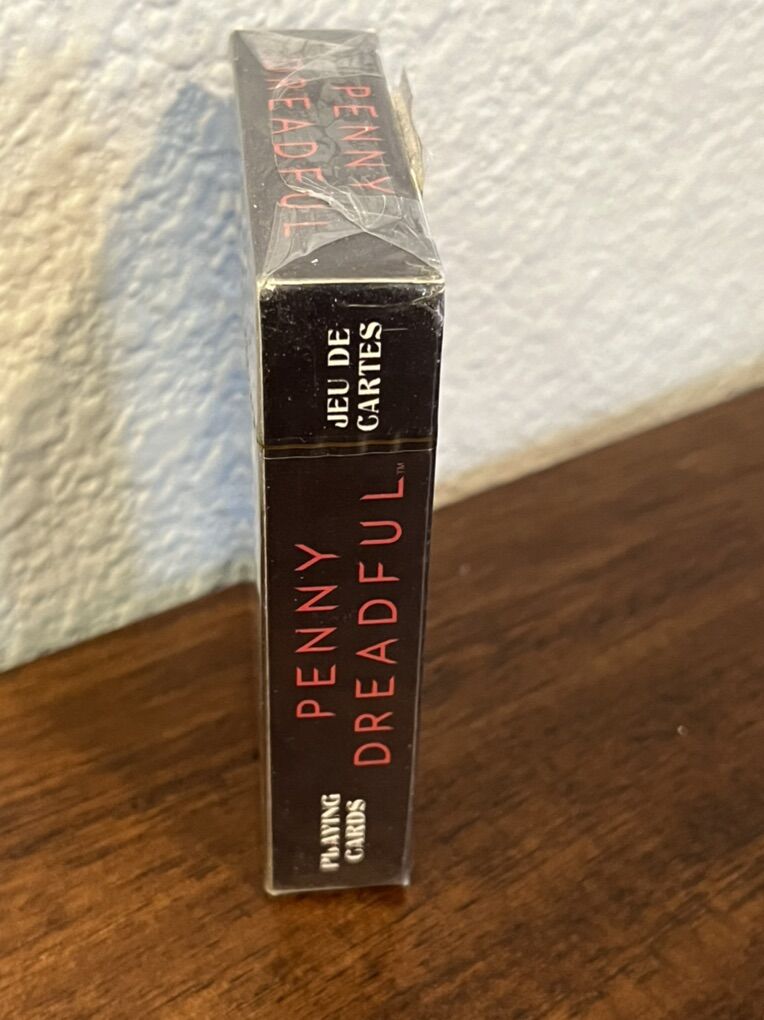 PENNY
DREADFUL
JEU DE
CARTES
PENNY
DREADFUL™
PLAYING
CARDS